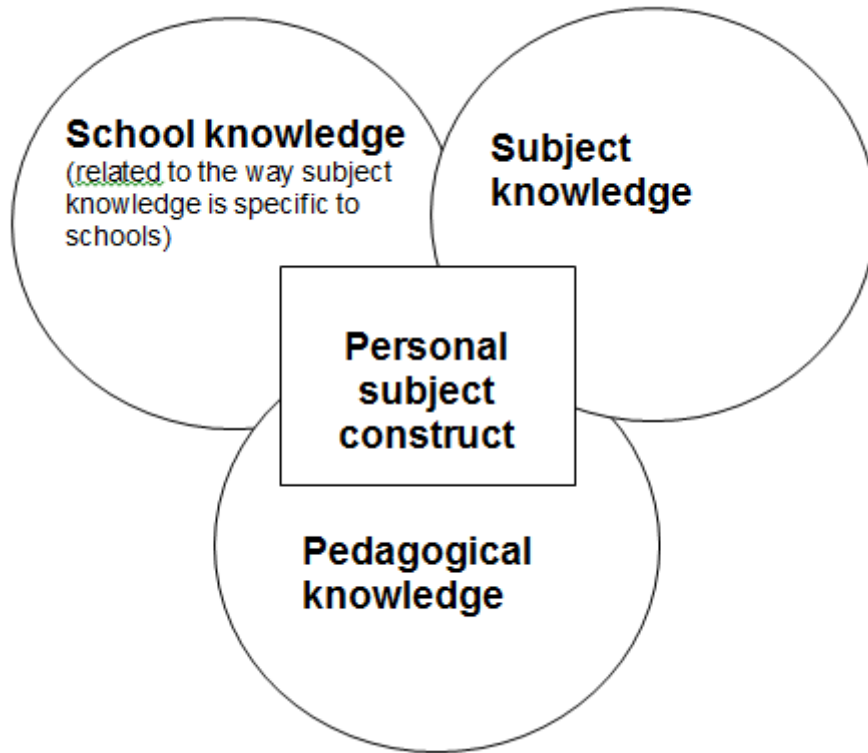 School knowledge
(related to the way subject
knowledge is specific to
schools)
Subject
knowledge
Personal
subject
construct
Pedagogical
knowledge